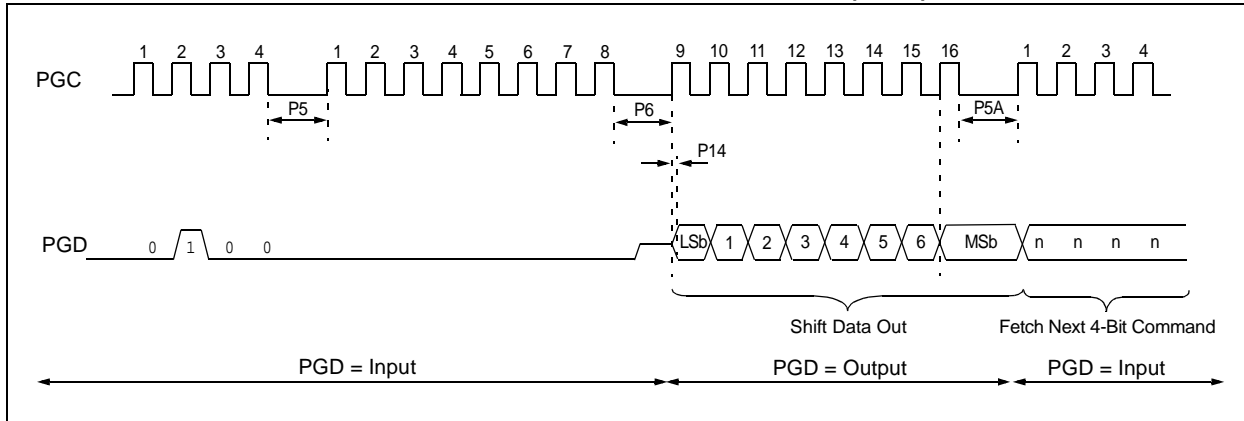 1 2 3 4 1 2 3 4 5 6 7 8 9 10 11 12 13 14 15 16 1 2 3 4
PGC
P5 P6 P5A
P14
PGD 0 1 0 0 LSb 1 2 3 4 5 6 MSb n n n n
Shift Data Out Fetch Next 4-Bit Command
PGD = Input PGD = Output PGD = Input